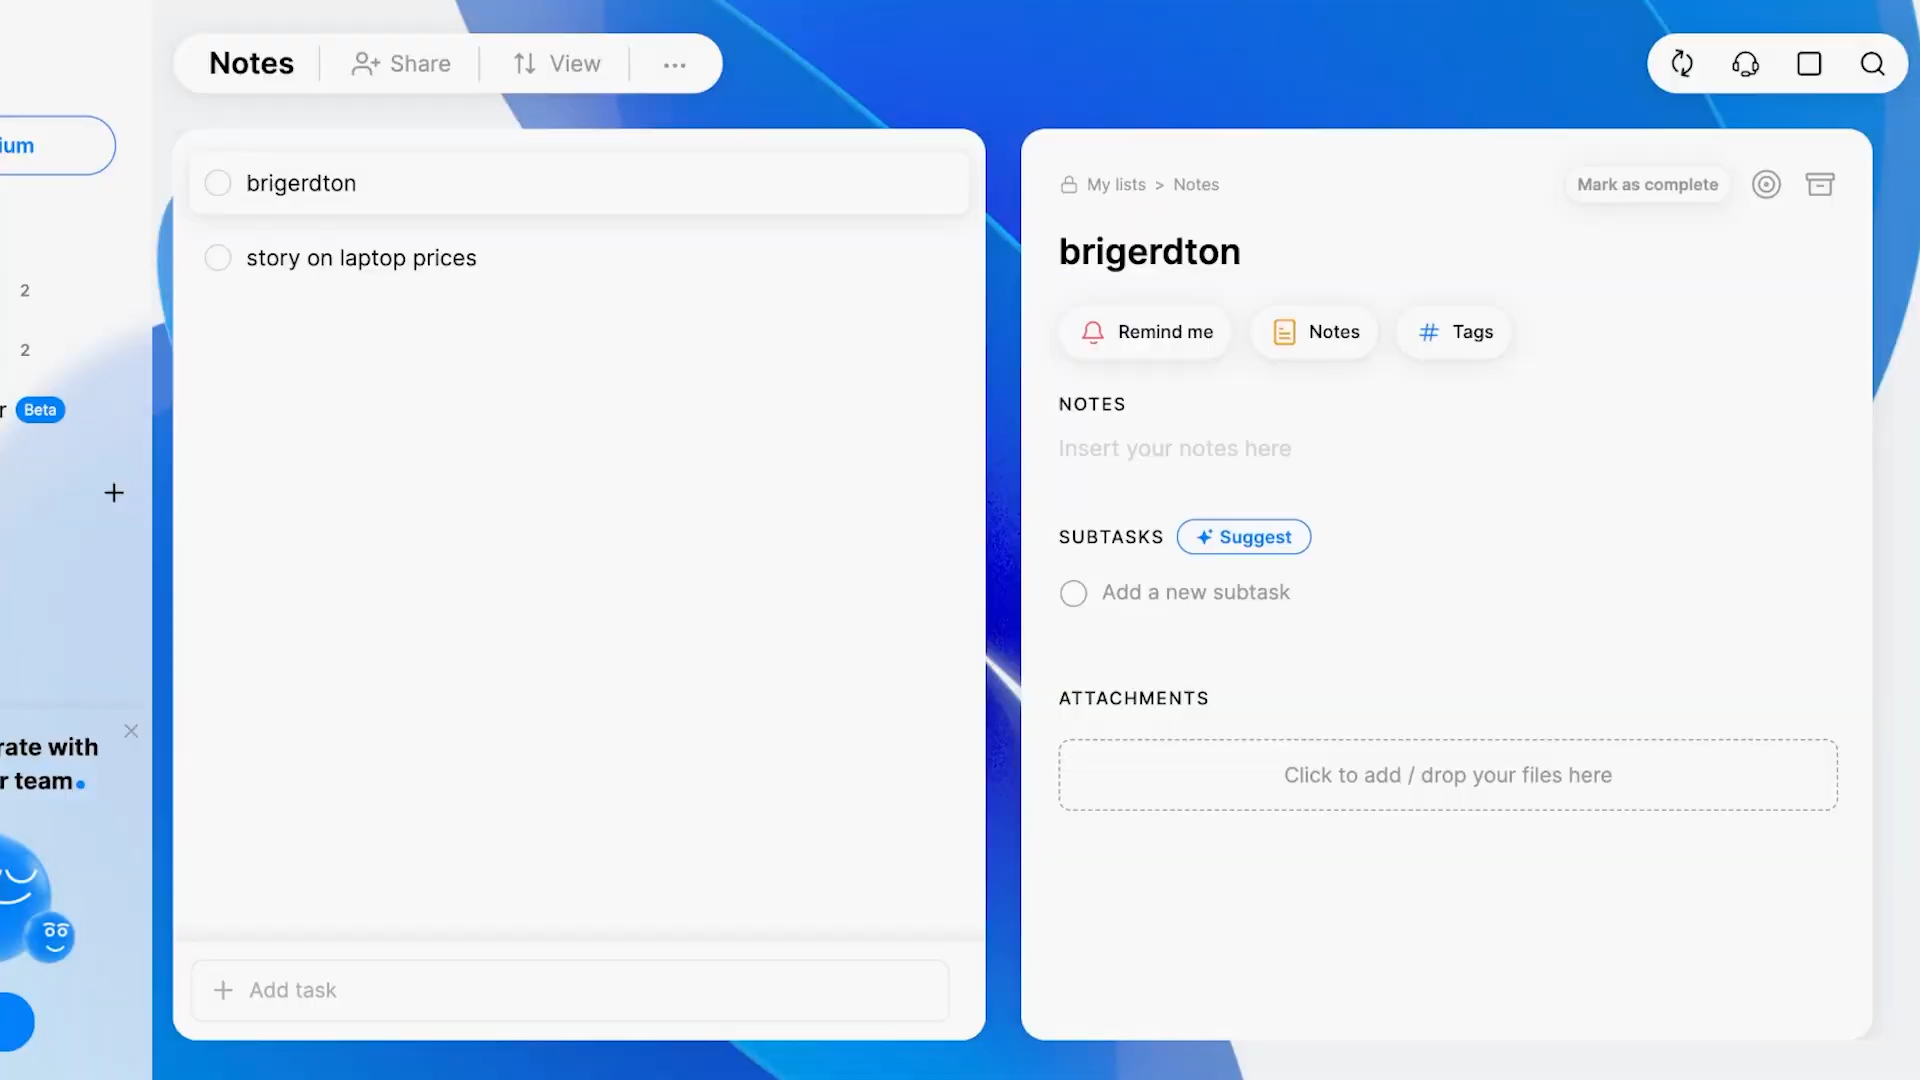 Notes
Share
View
...
ium
2
2
r Beta
rate with
r team
brigerdton
story on laptop prices
Add task
My lists > Notes
Mark as complete
brigerdton
Remind me
Notes
# Tags
NOTES
Insert your notes here
SUBTASKS
Suggest
Add a new subtask
ATTACHMENTS
Click to add / drop your files here